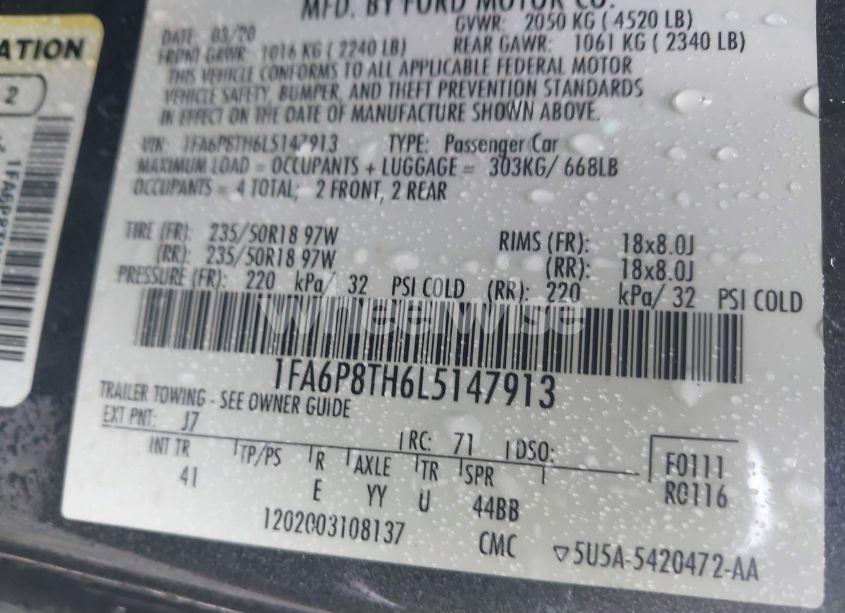 MFD. BY FORD MOTOR CO.
DATE: 03/20 GVWR: 2050 KG ( 4520 LB)
FRONT GAWR: 1016 KG ( 2240 LB) REAR GAWR: 1061 KG ( 2340 LB)
THIS VEHICLE CONFORMS TO ALL APPLICABLE FEDERAL MOTOR
VEHICLE SAFETY, BUMPER, AND THEFT PREVENTION STANDARDS
IN EFFECT ON THE DATE OF MANUFACTURE SHOWN ABOVE.
VIN: 1FA6P8TH6L5147913 TYPE: Passenger Car
MAXIMUM LOAD = OCCUPANTS + LUGGAGE = 303KG/ 668LB
OCCUPANTS = 4 TOTAL; 2 FRONT, 2 REAR
TIRE (FR): 235/50R18 97W RIMS (FR): 18x8.0J
(RR): 235/50R18 97W (RR): 18x8.0J
PRESSURE (FR): 220 kPa/ 32 PSI COLD (RR): 220 kPa/ 32 PSI COLD
wheelwise
1FA6P8TH6L5147913
TRAILER TOWING - SEE OWNER GUIDE
EXT PNT: J7 RC: 71 DSO:
INT TR TP/PS R AXLE TR SPR
41 E YY U 44BB
F0111
R0116
1202003108137 CMC ▽5U5A-5420472-AA
ATION
2
1FA6P8